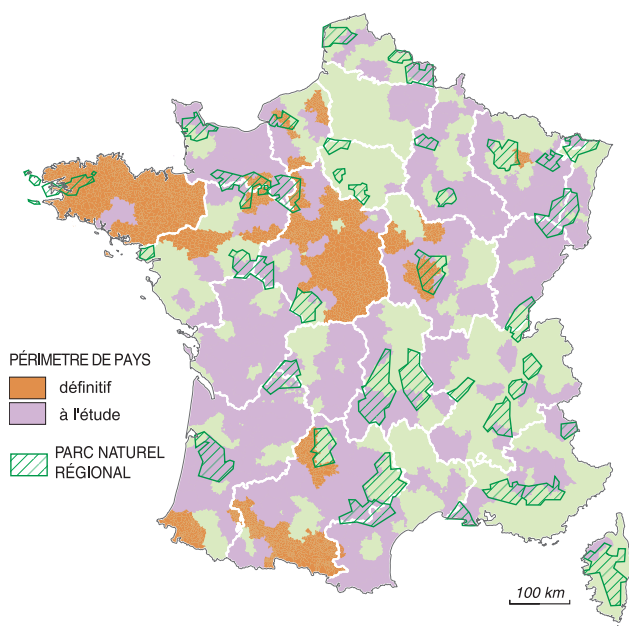 PÉRIMETRE DE PAYS
définitif
à l'étude
PARC NATUREL
RÉGIONAL
100 km